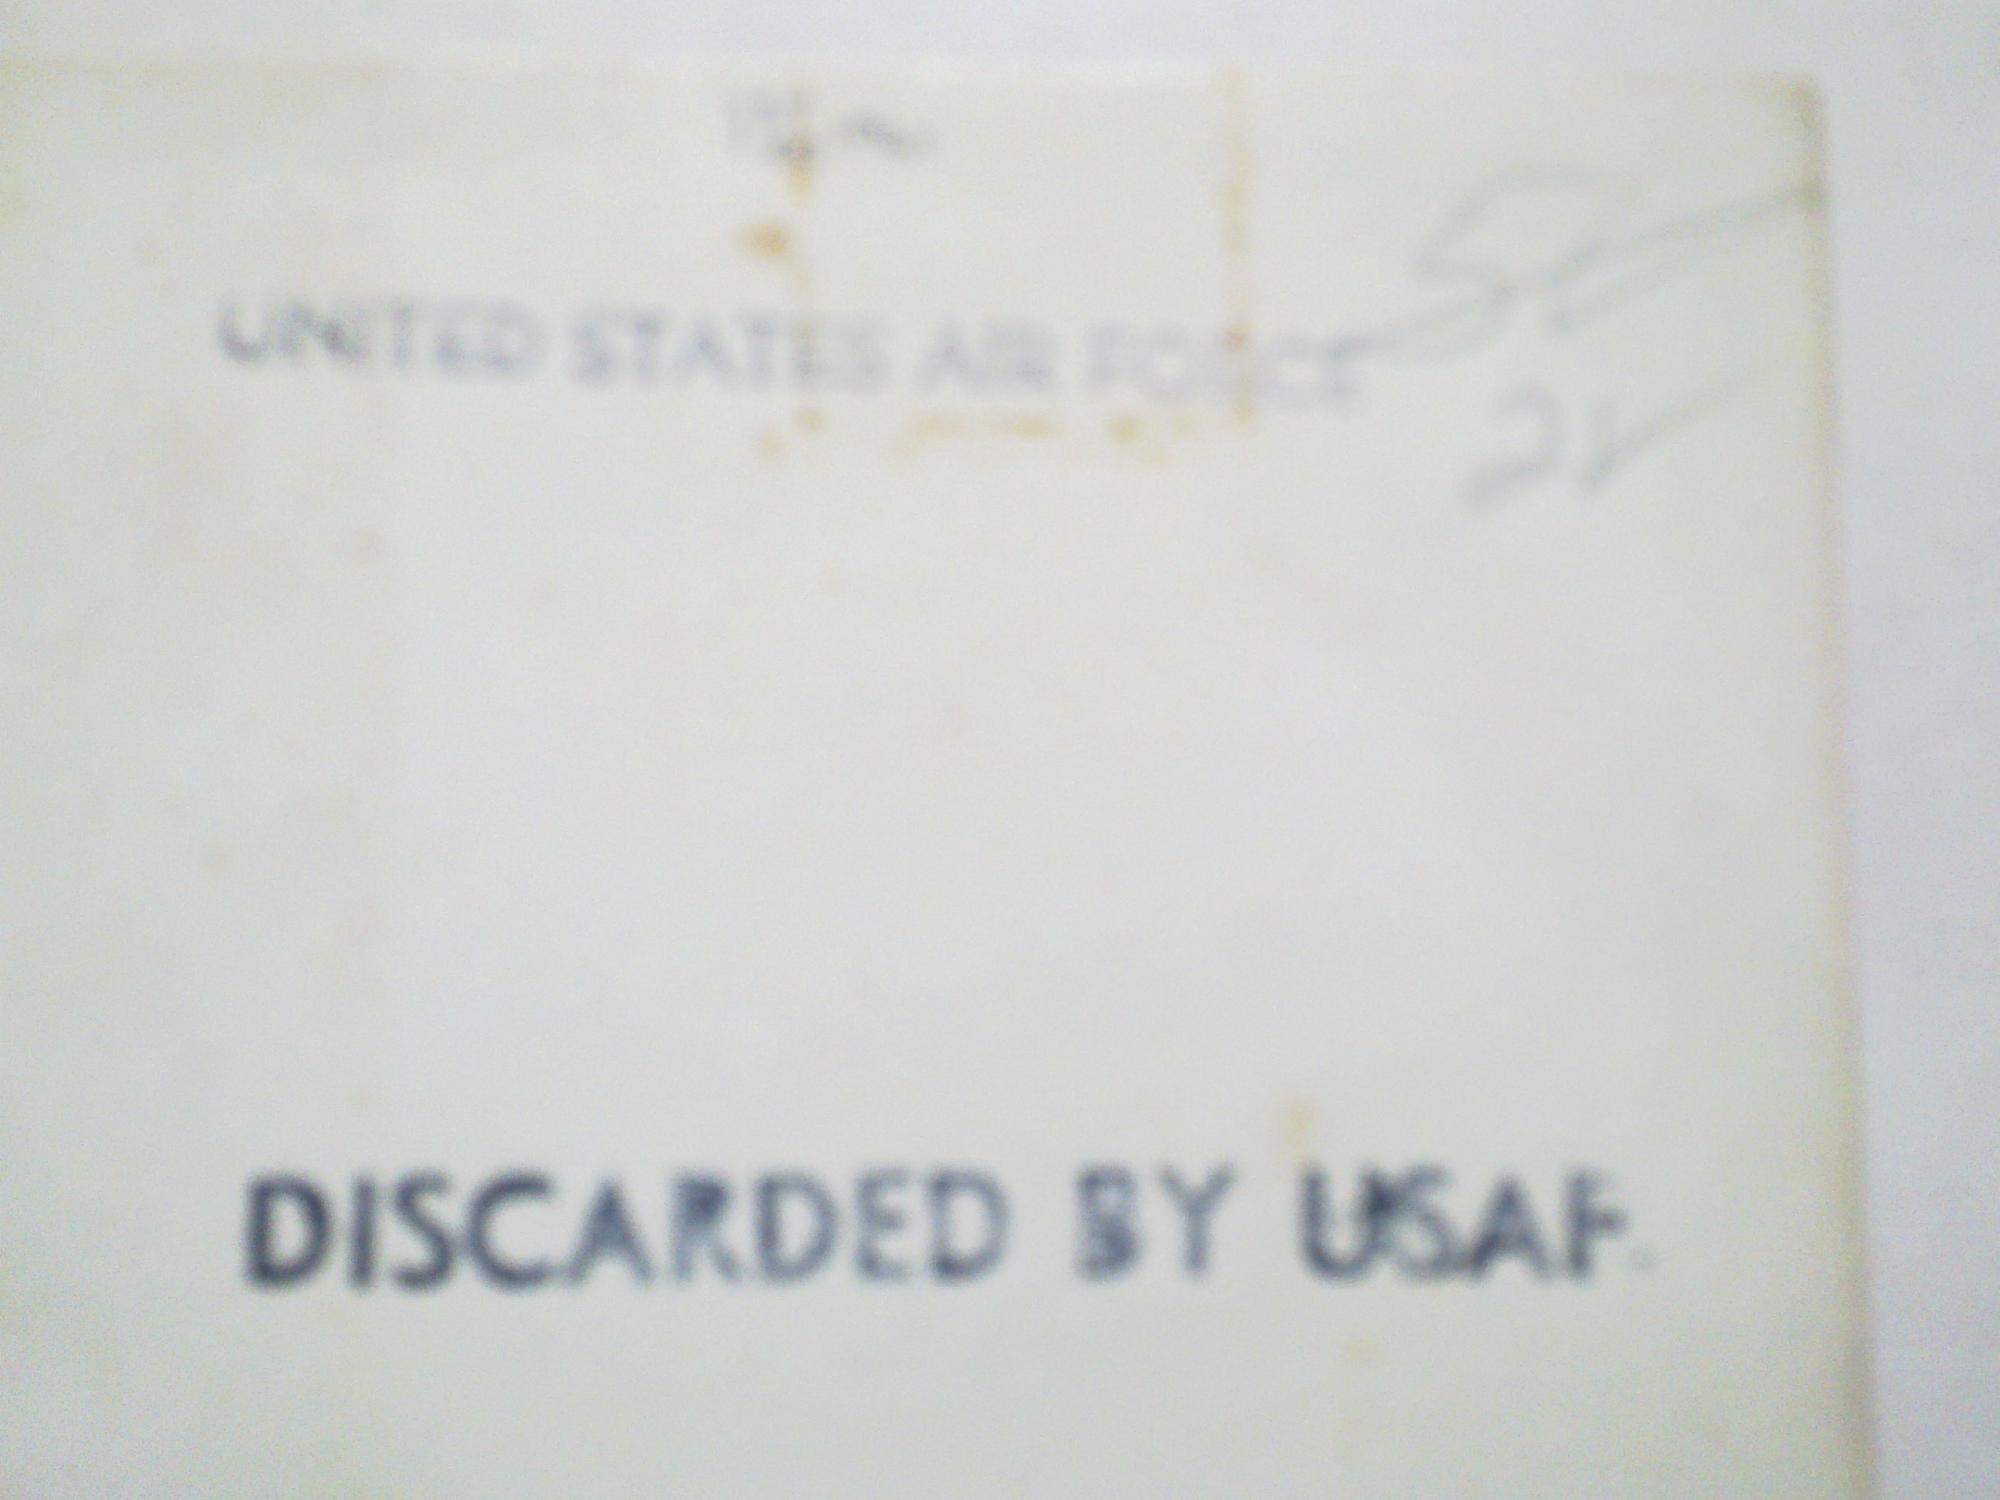 UNITED STATES AIR FORCE
DISCARDED BY USAF.